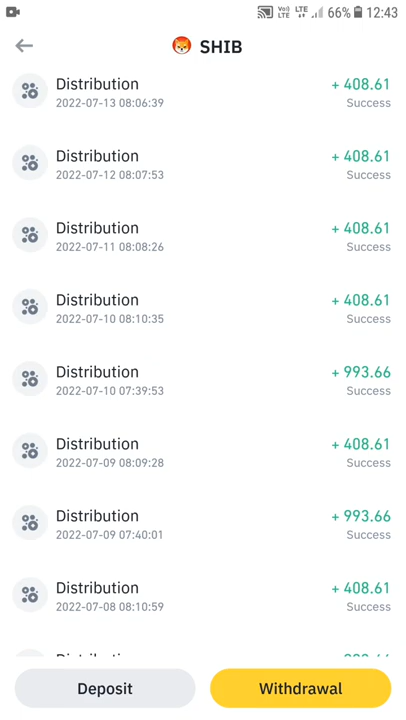 Voi) LTE LTE 66% 12:43
SHIB
Distribution + 408.61
2022-07-13 08:06:39 Success
Distribution + 408.61
2022-07-12 08:07:53 Success
Distribution + 408.61
2022-07-11 08:08:26 Success
Distribution + 408.61
2022-07-10 08:10:35 Success
Distribution + 993.66
2022-07-10 07:39:53 Success
Distribution + 408.61
2022-07-09 08:09:28 Success
Distribution + 993.66
2022-07-09 07:40:01 Success
Distribution + 408.61
2022-07-08 08:10:59 Success
Deposit Withdrawal